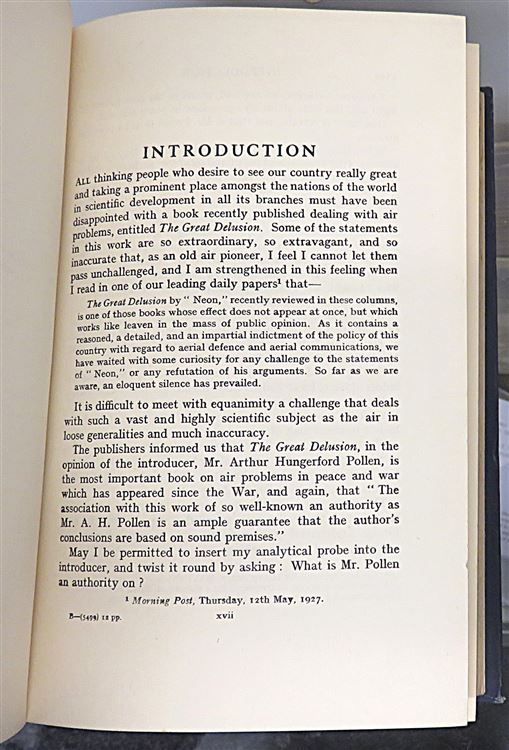 INTRODUCTION
ALL thinking people who desire to see our country really great
and taking a prominent place amongst the nations of the world
in scientific development in all its branches must have been
disappointed with a book recently published dealing with air
problems, entitled The Great Delusion. Some of the statements
in this work are so extraordinary, so extravagant, and so
inaccurate that, as an old air pioneer, I feel I cannot let them
pass unchallenged, and I am strengthened in this feeling when
I read in one of our leading daily papers¹ that—
The Great Delusion by " Neon," recently reviewed in these columns,
is one of those books whose effect does not appear at once, but which
works like leaven in the mass of public opinion. As it contains a
reasoned, a detailed, and an impartial indictment of the policy of this
country with regard to aerial defence and aerial communications, we
have waited with some curiosity for any challenge to the statements
of " Neon," or any refutation of his arguments. So far as we are
aware, an eloquent silence has prevailed.
It is difficult to meet with equanimity a challenge that deals
with such a vast and highly scientific subject as the air in
loose generalities and much inaccuracy.
The publishers informed us that The Great Delusion, in the
opinion of the introducer, Mr. Arthur Hungerford Pollen, is
the most important book on air problems in peace and war
which has appeared since the War, and again, that " The
association with this work of so well-known an authority as
Mr. A. H. Pollen is an ample guarantee that the author's
conclusions are based on sound premises."
May I be permitted to insert my analytical probe into the
introducer, and twist it round by asking : What is Mr. Pollen
an authority on ?
¹ Morning Post, Thursday, 12th May, 1927.
B—(5499) 12 pp. xvii